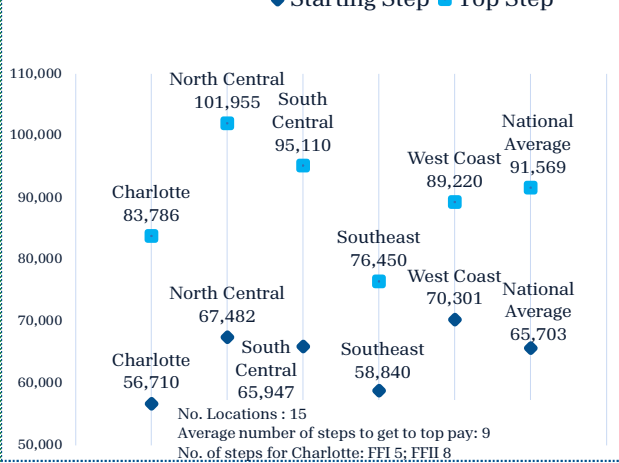 Starting Step Top Step
110,000
100,000
90,000
80,000
70,000
60,000
50,000
North Central
101,955
South
Central
95,110
National
Average
91,569
West Coast
89,220
Charlotte
83,786
Southeast
76,450
West Coast
70,301
North Central
67,482
National
Average
65,703
South
Central
65,947
Southeast
58,840
Charlotte
56,710
No. Locations : 15
Average number of steps to get to top pay: 9
No. of steps for Charlotte: FFI 5; FFII 8